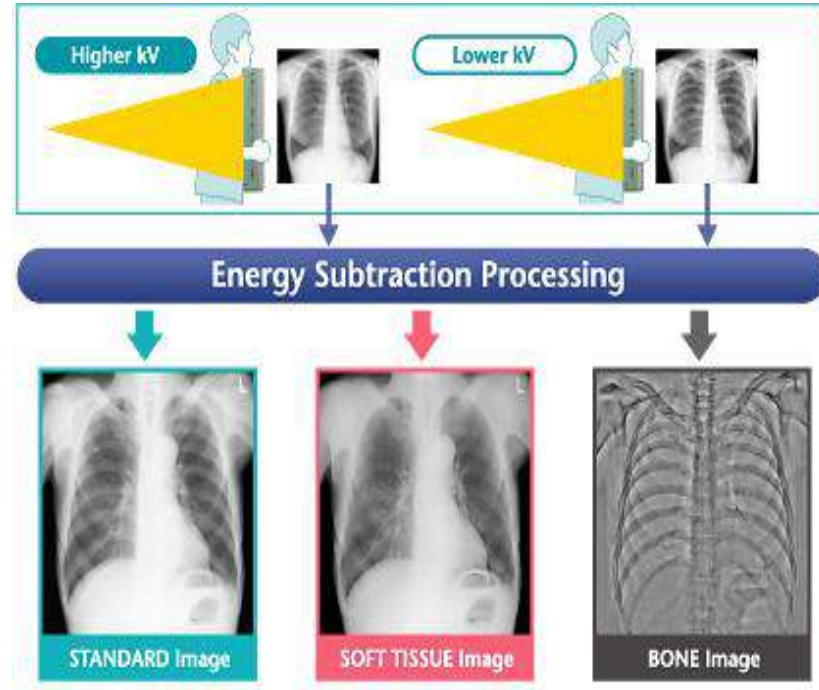 Higher kV
Lower kV
Energy Subtraction Processing
L
L
L
STANDARD Image
SOFT TISSUE Image
BONE Image